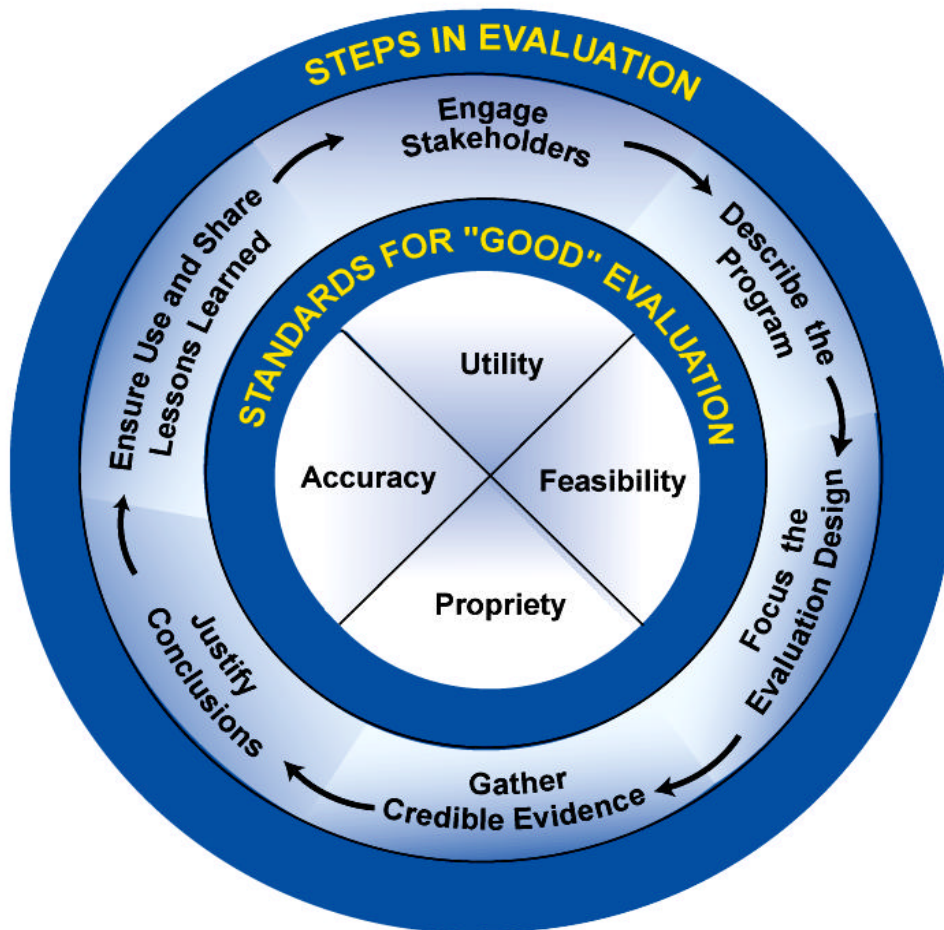 STEPS IN EVALUATION
Engage
Stakeholders
Describe the
Program
Focus the
Evaluation Design
Gather
Credible Evidence
Justify
Conclusions
Ensure Use and Share
Lessons Learned
STANDARDS FOR "GOOD" EVALUATION
Utility
Feasibility
Propriety
Accuracy